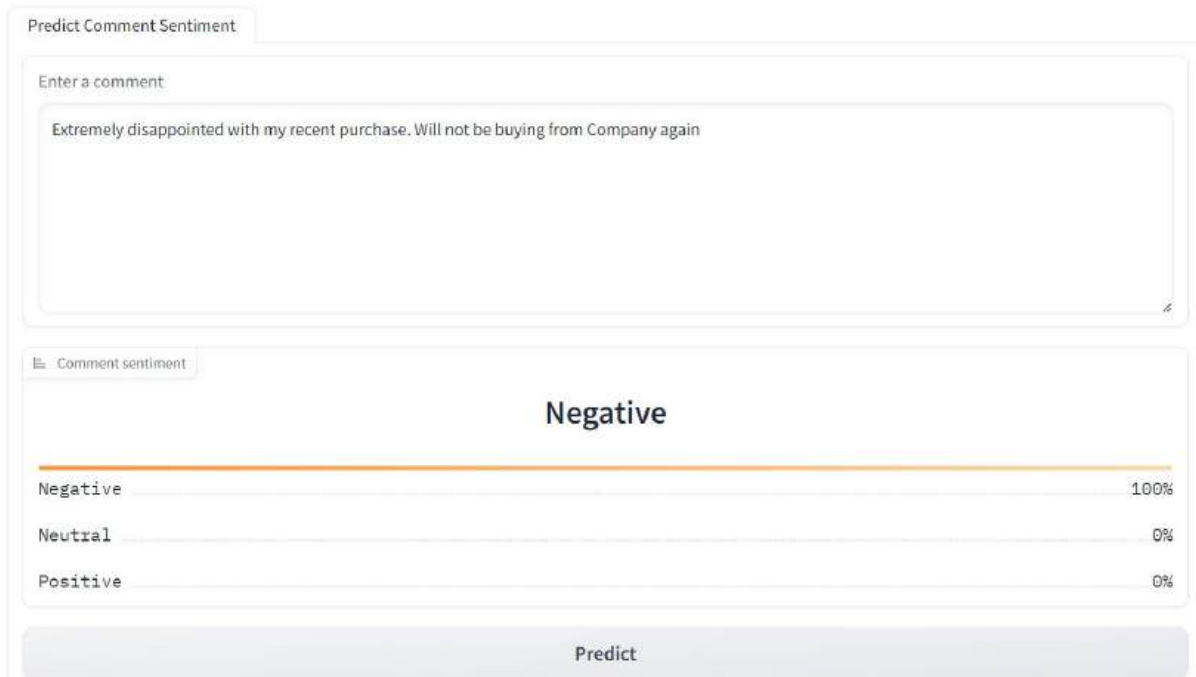 Predict Comment Sentiment
Enter a comment
Extremely disappointed with my recent purchase. Will not be buying from Company again
Comment sentiment
Negative
Negative 100%
Neutral 0%
Positive 0%
Predict